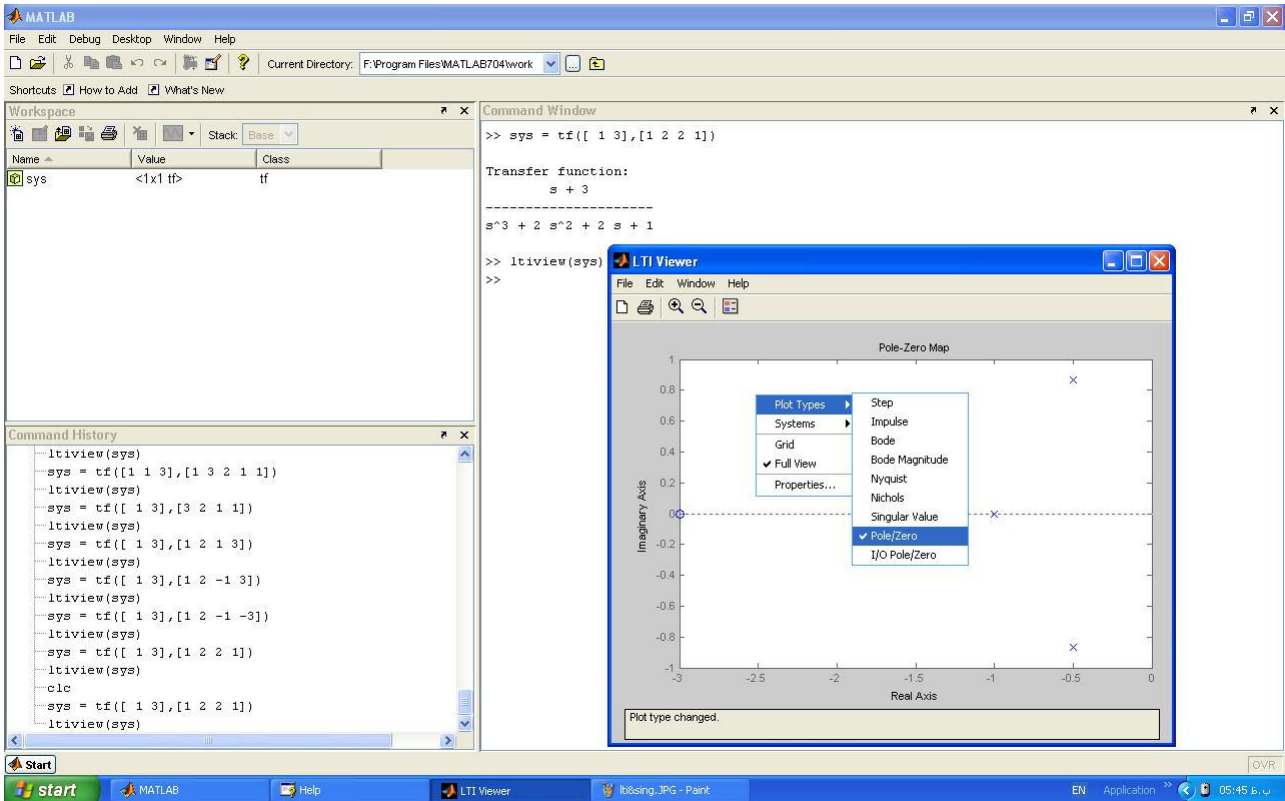 MATLAB
File Edit Debug Desktop Window Help
Current Directory: F:\Program Files\MATLAB704\work
Shortcuts How to Add What's New
Workspace
Stack: Base
Name Value Class
sys <1x1 tf> tf
Command History
ltiview(sys)
sys = tf([1 1 3],[1 3 2 1 1])
ltiview(sys)
sys = tf([ 1 3],[3 2 1 1])
ltiview(sys)
sys = tf([ 1 3],[1 2 1 3])
ltiview(sys)
sys = tf([ 1 3],[1 2 -1 3])
ltiview(sys)
sys = tf([ 1 3],[1 2 -1 -3])
ltiview(sys)
sys = tf([ 1 3],[1 2 2 1])
ltiview(sys)
clc
sys = tf([ 1 3],[1 2 2 1])
ltiview(sys)
Command Window
>> sys = tf([ 1 3],[1 2 2 1])
Transfer function:
s + 3
---------------------
s^3 + 2 s^2 + 2 s + 1
>> ltiview(sys)
>>
LTI Viewer
File Edit Window Help
Pole-Zero Map
1
0.8
0.6
0.4
0.2
0
-0.2
-0.4
-0.6
-0.8
-1
Imaginary Axis
-3 -2.5 -2 -1.5 -1 -0.5 0
Real Axis
Plot Types
Systems
Grid
Full View
Properties...
Step
Impulse
Bode
Bode Magnitude
Nyquist
Nichols
Singular Value
Pole/Zero
I/O Pole/Zero
Plot type changed.
Start
OVR
start MATLAB Help LTI Viewer lti&sing.JPG - Paint EN Application 05:45 ب.ظ